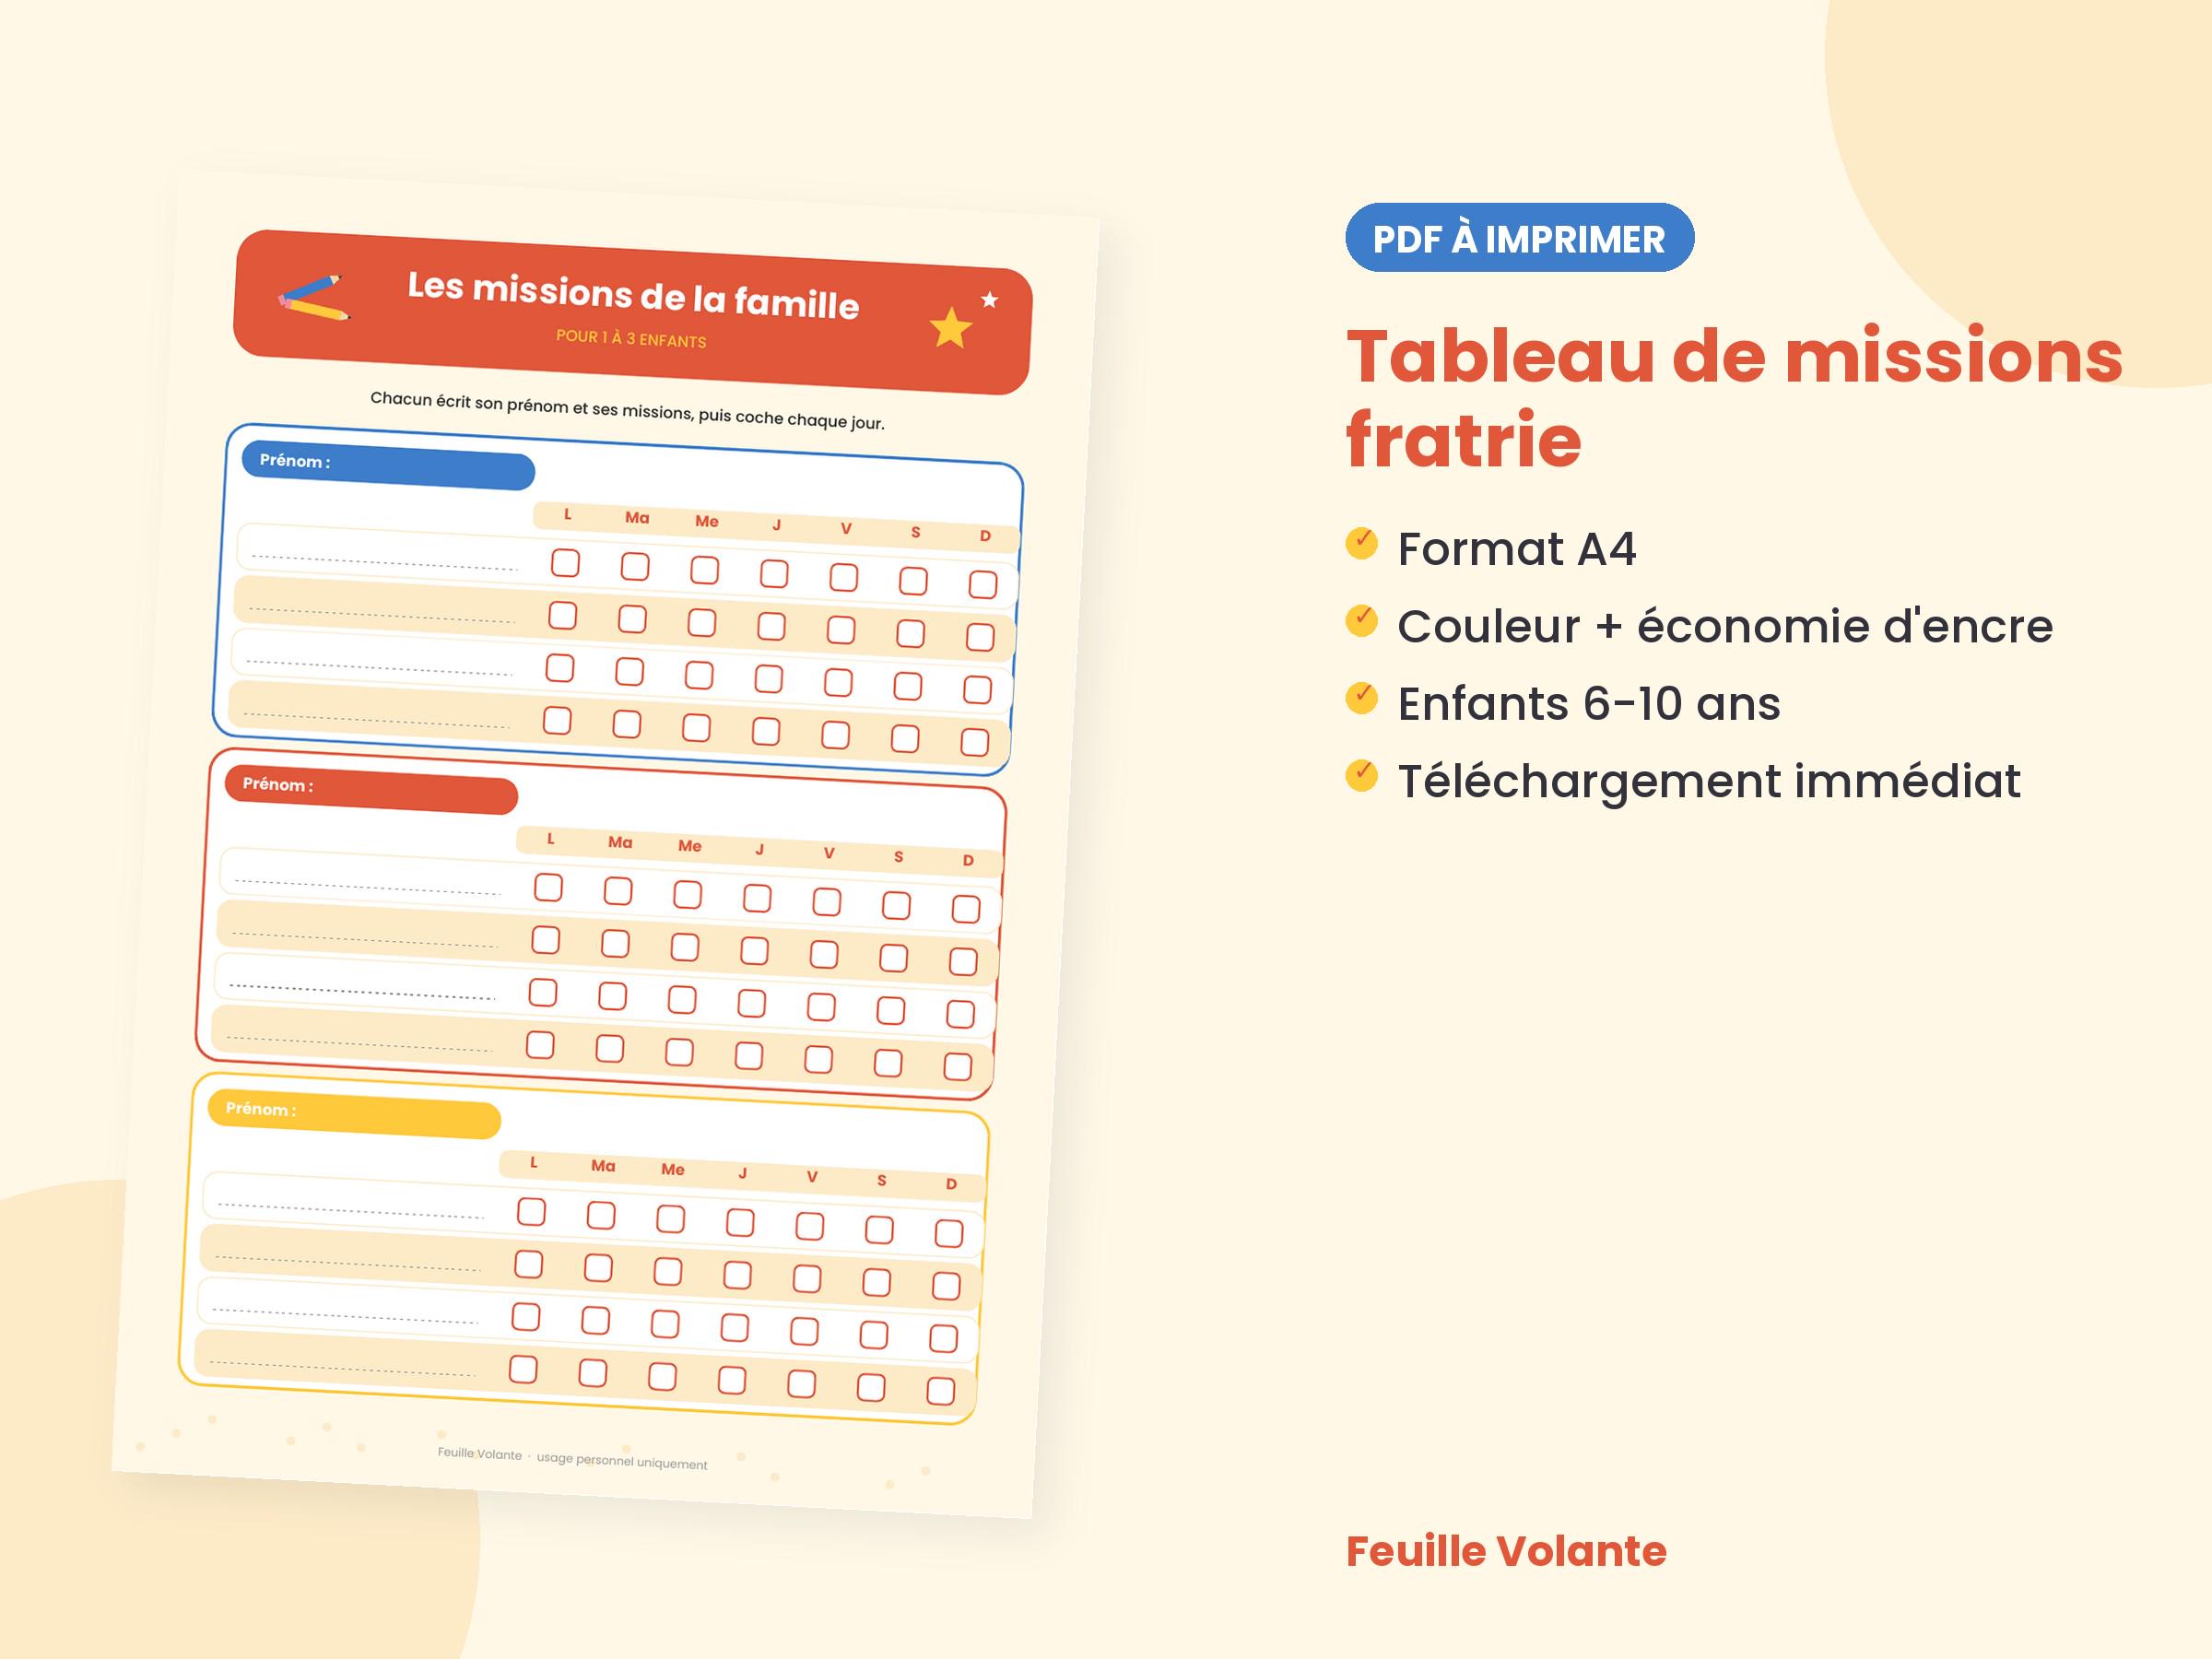 Les missions de la famille
POUR 1 À 3 ENFANTS
Chacun écrit son prénom et ses missions, puis coche chaque jour.
Prénom :
L Ma Me J V S D
Prénom :
L Ma Me J V S D
Prénom :
L Ma Me J V S D
Feuille Volante · usage personnel uniquement
PDF À IMPRIMER
Tableau de missions
fratrie
✓ Format A4
✓ Couleur + économie d'encre
✓ Enfants 6-10 ans
✓ Téléchargement immédiat
Feuille Volante